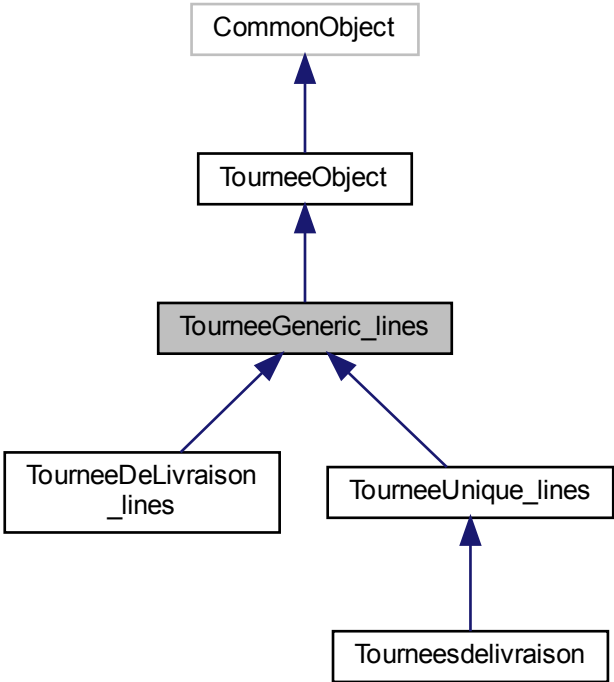 CommonObject
TourneeObject
TourneeGeneric_lines
TourneeDeLivraison
_lines
TourneeUnique_lines
Tourneesdelivraison